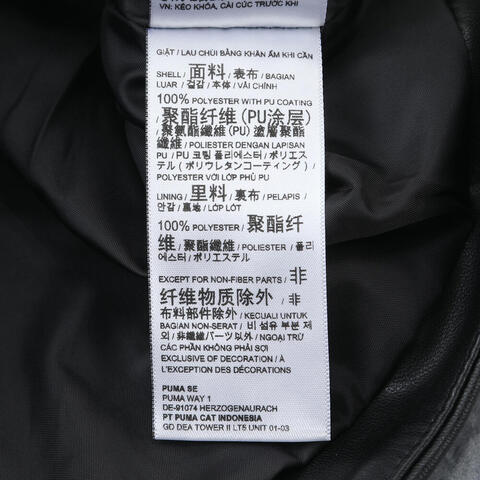 VN: KÉO KHÓA, CÀI CÚC TRƯỚC KHI
GIẶT / LAU CHÙI BẰNG KHĂN ẨM KHI CẦN
SHELL / 面料 / 表布 / BAGIAN
LUAR / 겉감 / 本体 / VẢI CHÍNH
100% POLYESTER WITH PU COATING
/ 聚酯纤维 (PU涂层)
/ 聚氨酯纖維 (PU) 塗層聚酯
纖維 / POLIESTER DENGAN LAPISAN
PU / PU 코팅 폴리에스터 / ポリエス
テル (ポリウレタンコーティング) /
POLYESTER VỚI LỚP PHỦ PU
LINING / 里料 / 裏布 / PELAPIS /
안감 / 裏地 / LỚP LÓT
100% POLYESTER / 聚酯纤
维 / 聚酯纖維 / POLIESTER / 폴리
에스터 / ポリエステル
EXCEPT FOR NON-FIBER PARTS / 非
纤维物质除外 / 非
布料部件除外 / KECUALI UNTUK
BAGIAN NON-SERAT / 비 섬유 부분 제
외 / 非繊維パーツ以外 / NGOẠI TRỪ
CÁC PHẦN KHÔNG PHẢI SỢI
EXCLUSIVE OF DECORATION / À
L'EXCEPTION DES DÉCORATIONS
PUMA SE
PUMA WAY 1
DE-91074 HERZOGENAURACH
PT PUMA CAT INDONESIA
GD DEA TOWER II LT5 UNIT 01-03